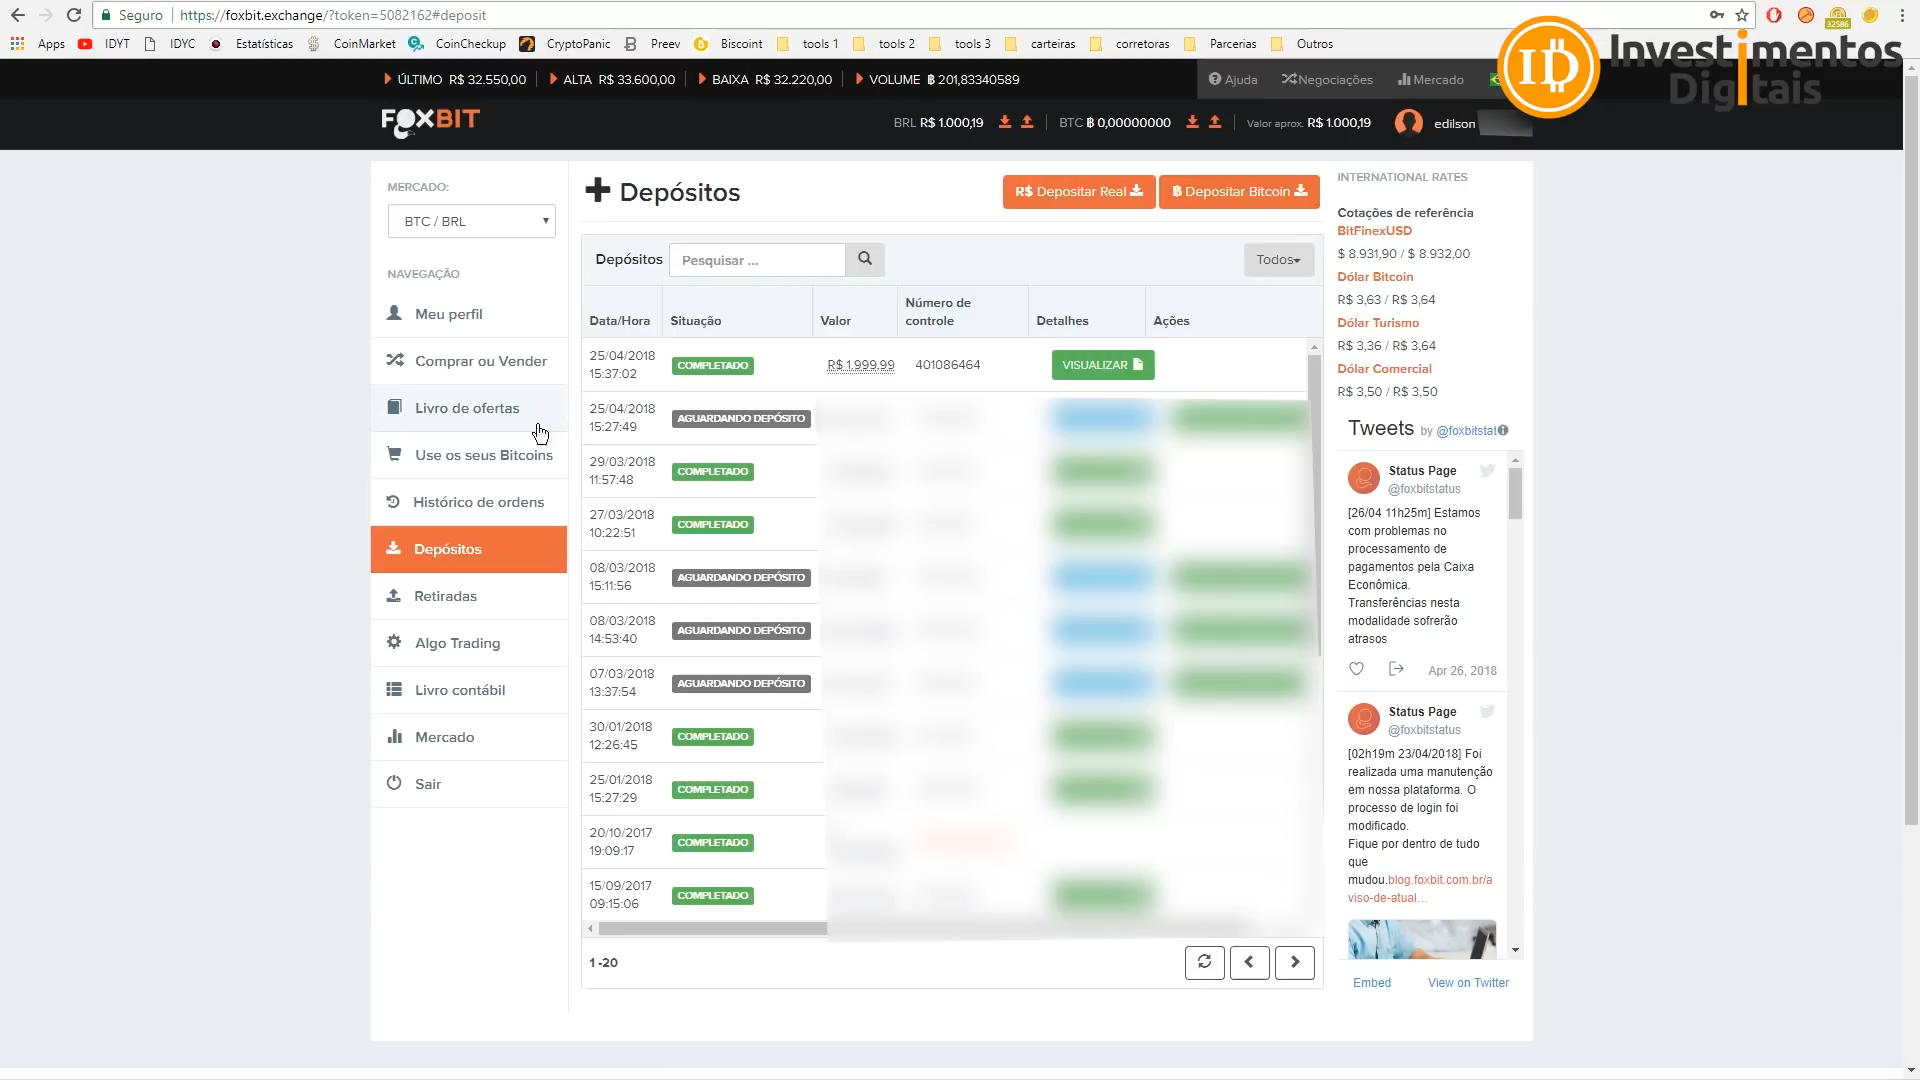 Seguro | https://foxbit.exchange/?token=5082162#deposit
32586
Apps IDYT IDYC Estatísticas CoinMarket CoinCheckup CryptoPanic Preev Biscoint tools 1 tools 2 tools 3 carteiras corretoras Parcerias Outros
Investimentos
Digitais
ÚLTIMO R$ 32.550,00 ALTA R$ 33.600,00 BAIXA R$ 32.220,00 VOLUME ฿ 201,83340589
Ajuda Negociações Mercado
FOXBIT
BRL R$ 1.000,19 BTC ฿ 0,00000000 Valor aprox. R$ 1.000,19 edilson
MERCADO:
BTC / BRL
NAVEGAÇÃO
Meu perfil
Comprar ou Vender
Livro de ofertas
Use os seus Bitcoins
Histórico de ordens
Depósitos
Retiradas
Algo Trading
Livro contábil
Mercado
Sair
Depósitos
R$ Depositar Real
฿ Depositar Bitcoin
Depósitos Pesquisar ... Todos
Data/Hora Situação Valor Número de controle Detalhes Ações
25/04/2018 15:37:02 COMPLETADO R$ 1.999,99 401086464 VISUALIZAR
25/04/2018 15:27:49 AGUARDANDO DEPÓSITO
29/03/2018 11:57:48 COMPLETADO
27/03/2018 10:22:51 COMPLETADO
08/03/2018 15:11:56 AGUARDANDO DEPÓSITO
08/03/2018 14:53:40 AGUARDANDO DEPÓSITO
07/03/2018 13:37:54 AGUARDANDO DEPÓSITO
30/01/2018 12:26:45 COMPLETADO
25/01/2018 15:27:29 COMPLETADO
20/10/2017 19:09:17 COMPLETADO
15/09/2017 09:15:06 COMPLETADO
1 -20
INTERNATIONAL RATES
Cotações de referência
BitFinexUSD
$ 8.931,90 / $ 8.932,00
Dólar Bitcoin
R$ 3,63 / R$ 3,64
Dólar Turismo
R$ 3,36 / R$ 3,64
Dólar Comercial
R$ 3,50 / R$ 3,50
Tweets by @foxbitstat
Status Page
@foxbitstatus
[26/04 11h25m] Estamos
com problemas no
processamento de
pagamentos pela Caixa
Econômica.
Transferências nesta
modalidade sofrerão
atrasos
Apr 26, 2018
Status Page
@foxbitstatus
[02h19m 23/04/2018] Foi
realizada uma manutenção
em nossa plataforma. O
processo de login foi
modificado.
Fique por dentro de tudo
que
mudou.blog.foxbit.com.br/a
viso-de-atual…
Embed View on Twitter